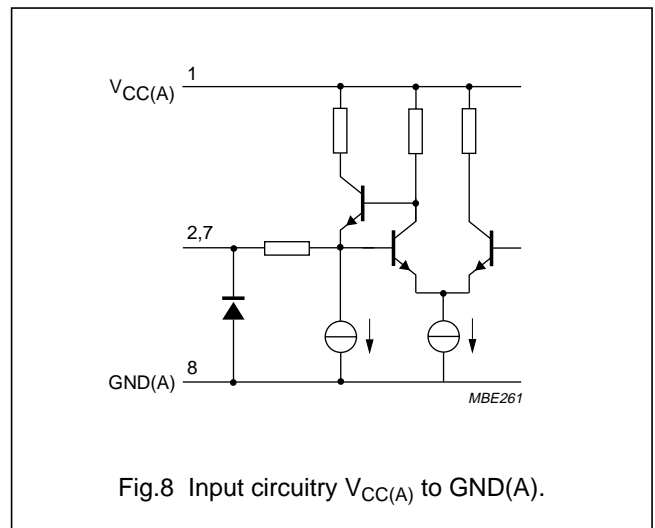 1
VCC(A)
2,7
8
GND(A)
MBE261
Fig.8 Input circuitry VCC(A) to GND(A).